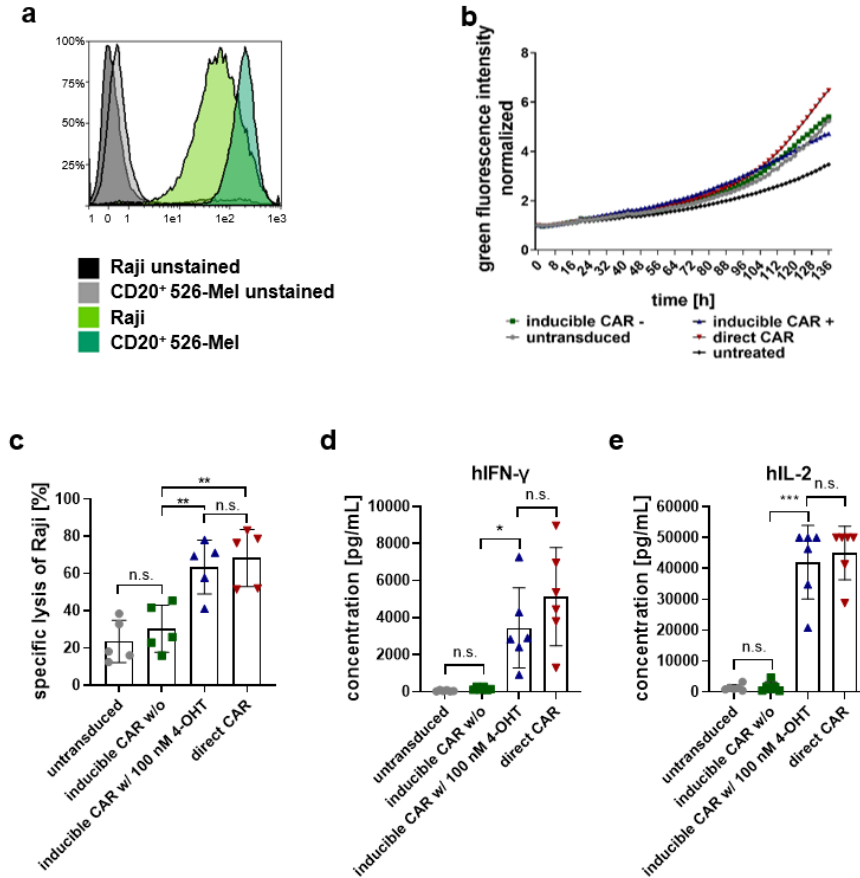 a
100%
75%
50%
25%
1 0 1 1e1 1e2 1e3
Raji unstained
CD20⁺ 526-Mel unstained
Raji
CD20⁺ 526-Mel
b
green fluorescence intensity
normalized
8
6
4
2
0
0 8 16 24 32 40 48 56 64 72 80 88 96 104 112 120 128 136
time [h]
inducible CAR -
untransduced
inducible CAR +
direct CAR
untreated
c
specific lysis of Raji [%]
100
80
60
40
20
0
**
**
n.s.
n.s.
untransduced
inducible CAR w/o
inducible CAR w/ 100 nM 4-OHT
direct CAR
d
hIFN-γ
concentration [pg/mL]
10000
8000
6000
4000
2000
0
n.s.
*
n.s.
untransduced
inducible CAR w/o
inducible CAR w/ 100 nM 4-OHT
direct CAR
e
hIL-2
concentration [pg/mL]
60000
50000
40000
30000
20000
10000
0
n.s.
***
n.s.
untransduced
inducible CAR w/o
inducible CAR w/ 100 nM 4-OHT
direct CAR